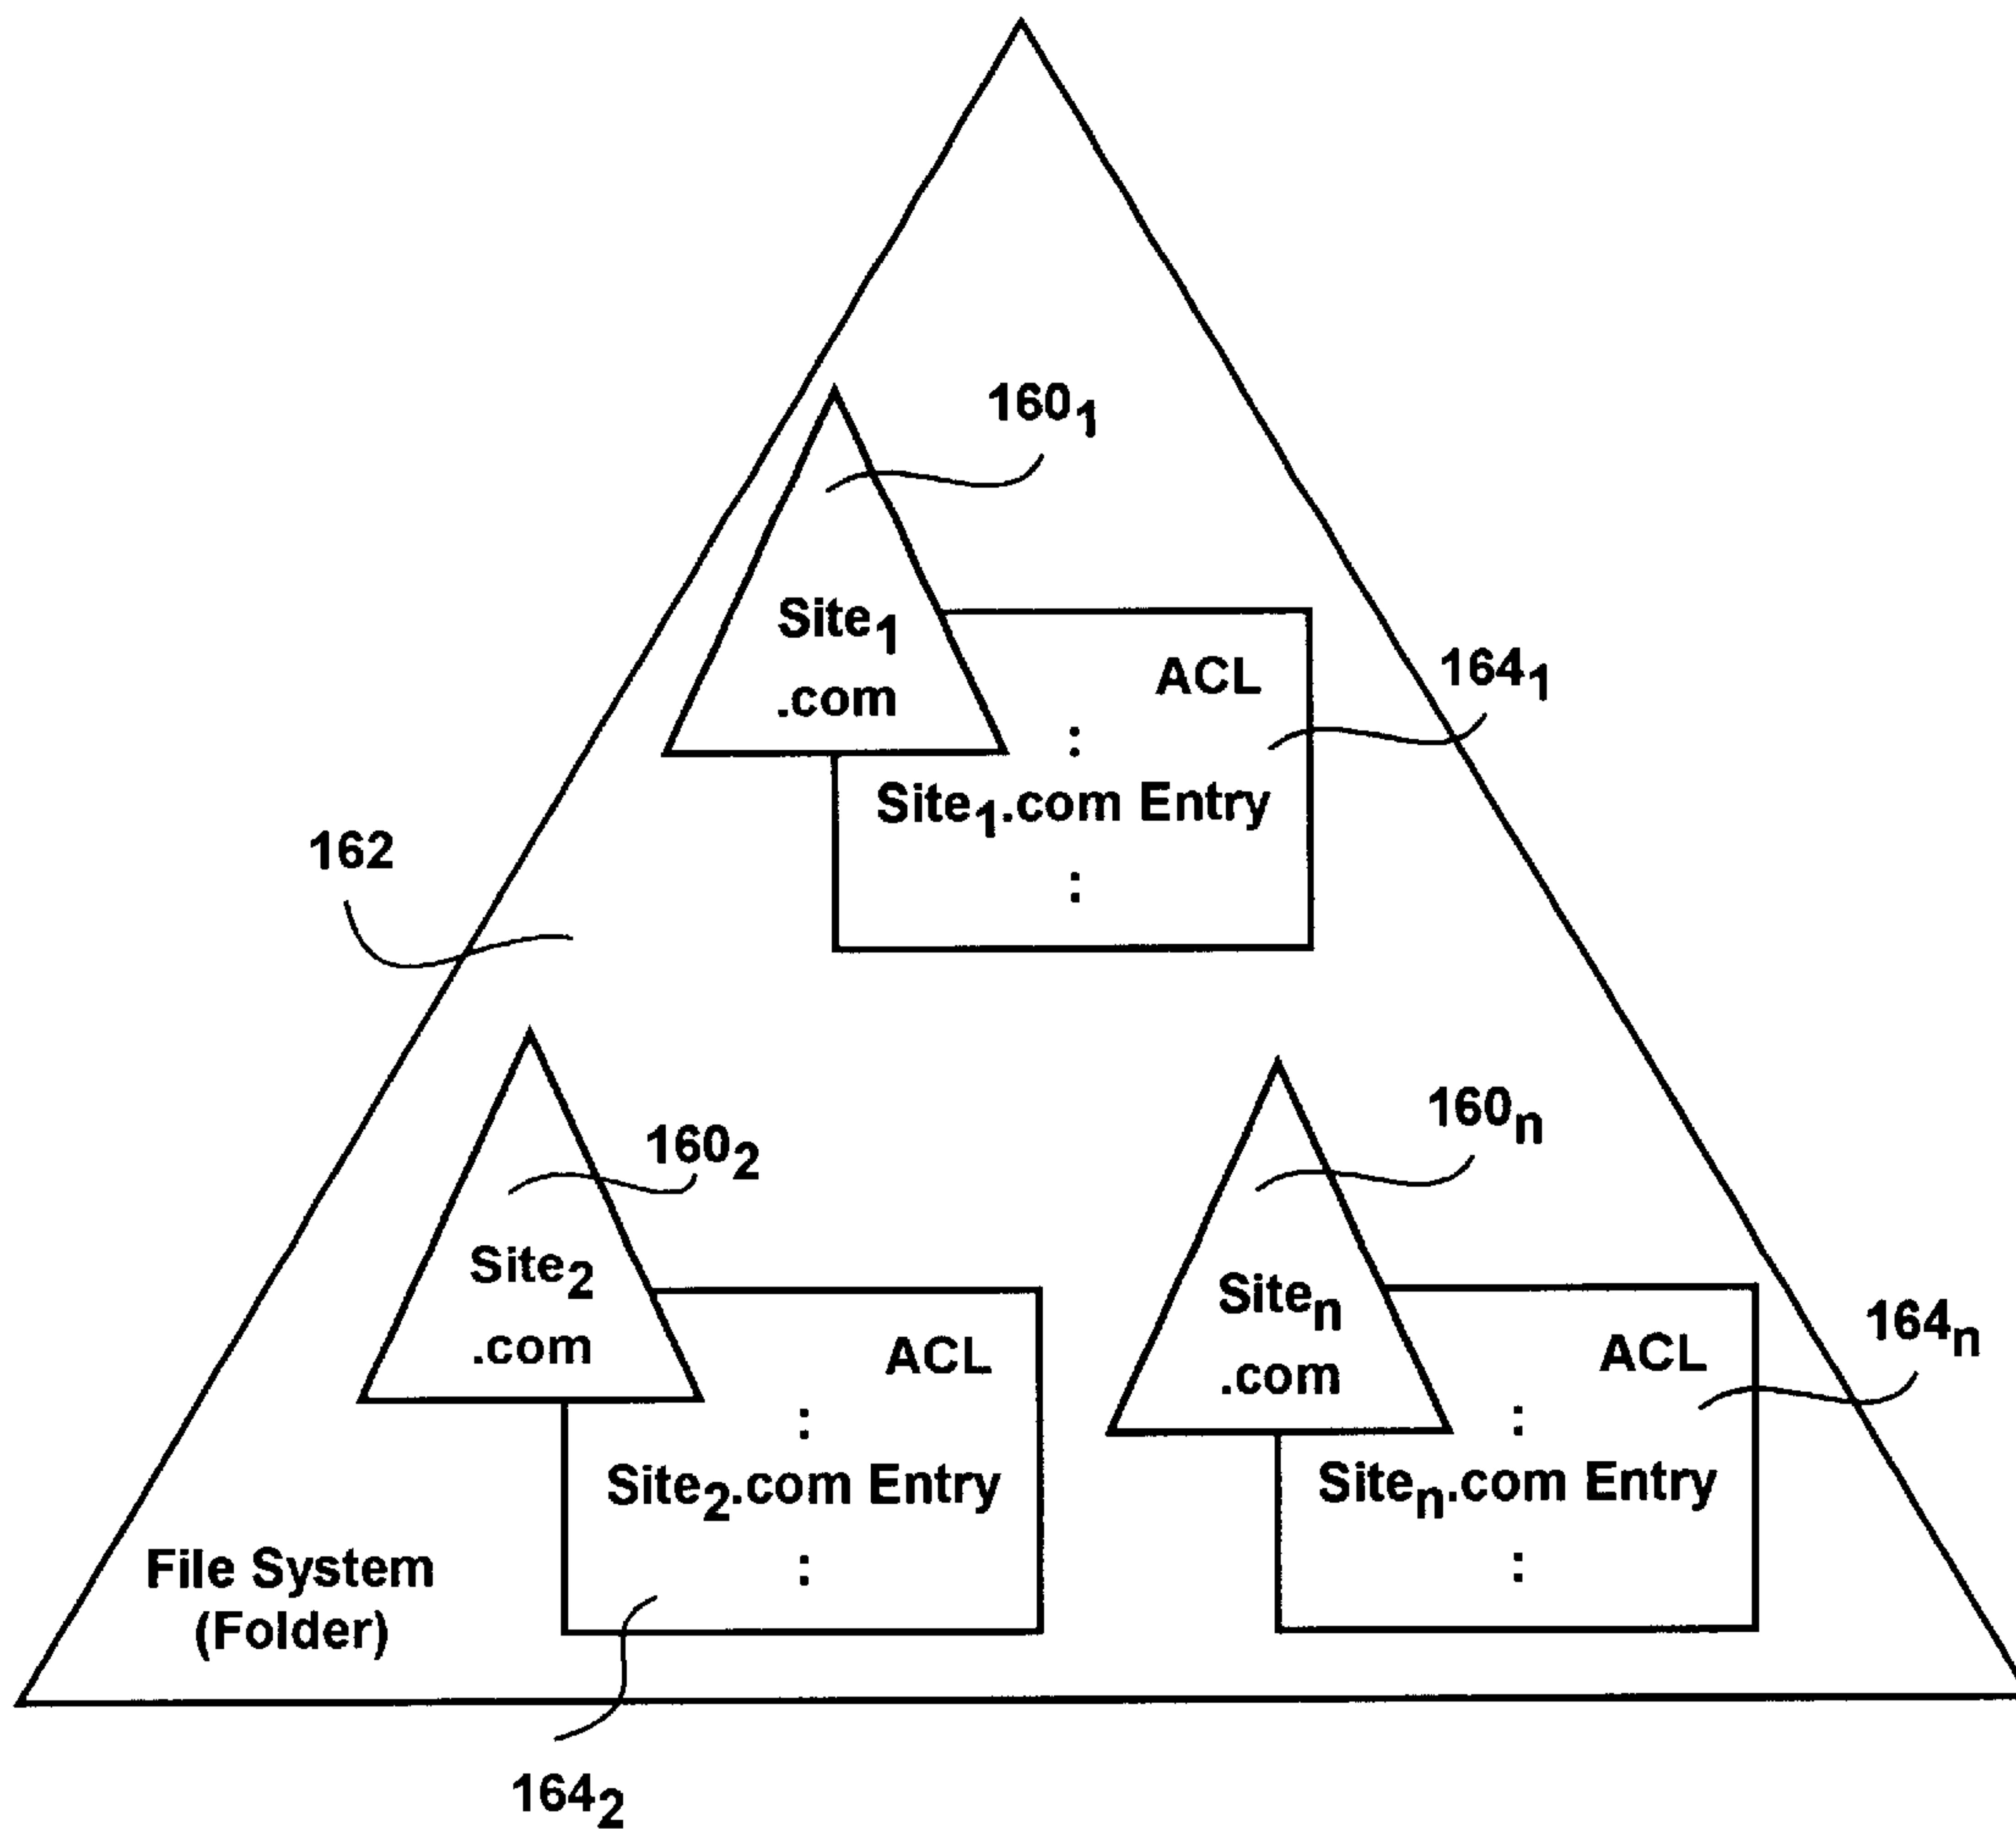 160₁
Site₁
.com
ACL
164₁
:
Site₁.com Entry
:
162
160₂
160ₙ
Site₂
.com
ACL
:
Site₂.com Entry
:
Siteₙ
.com
ACL
164ₙ
:
Siteₙ.com Entry
:
File System
(Folder)
164₂